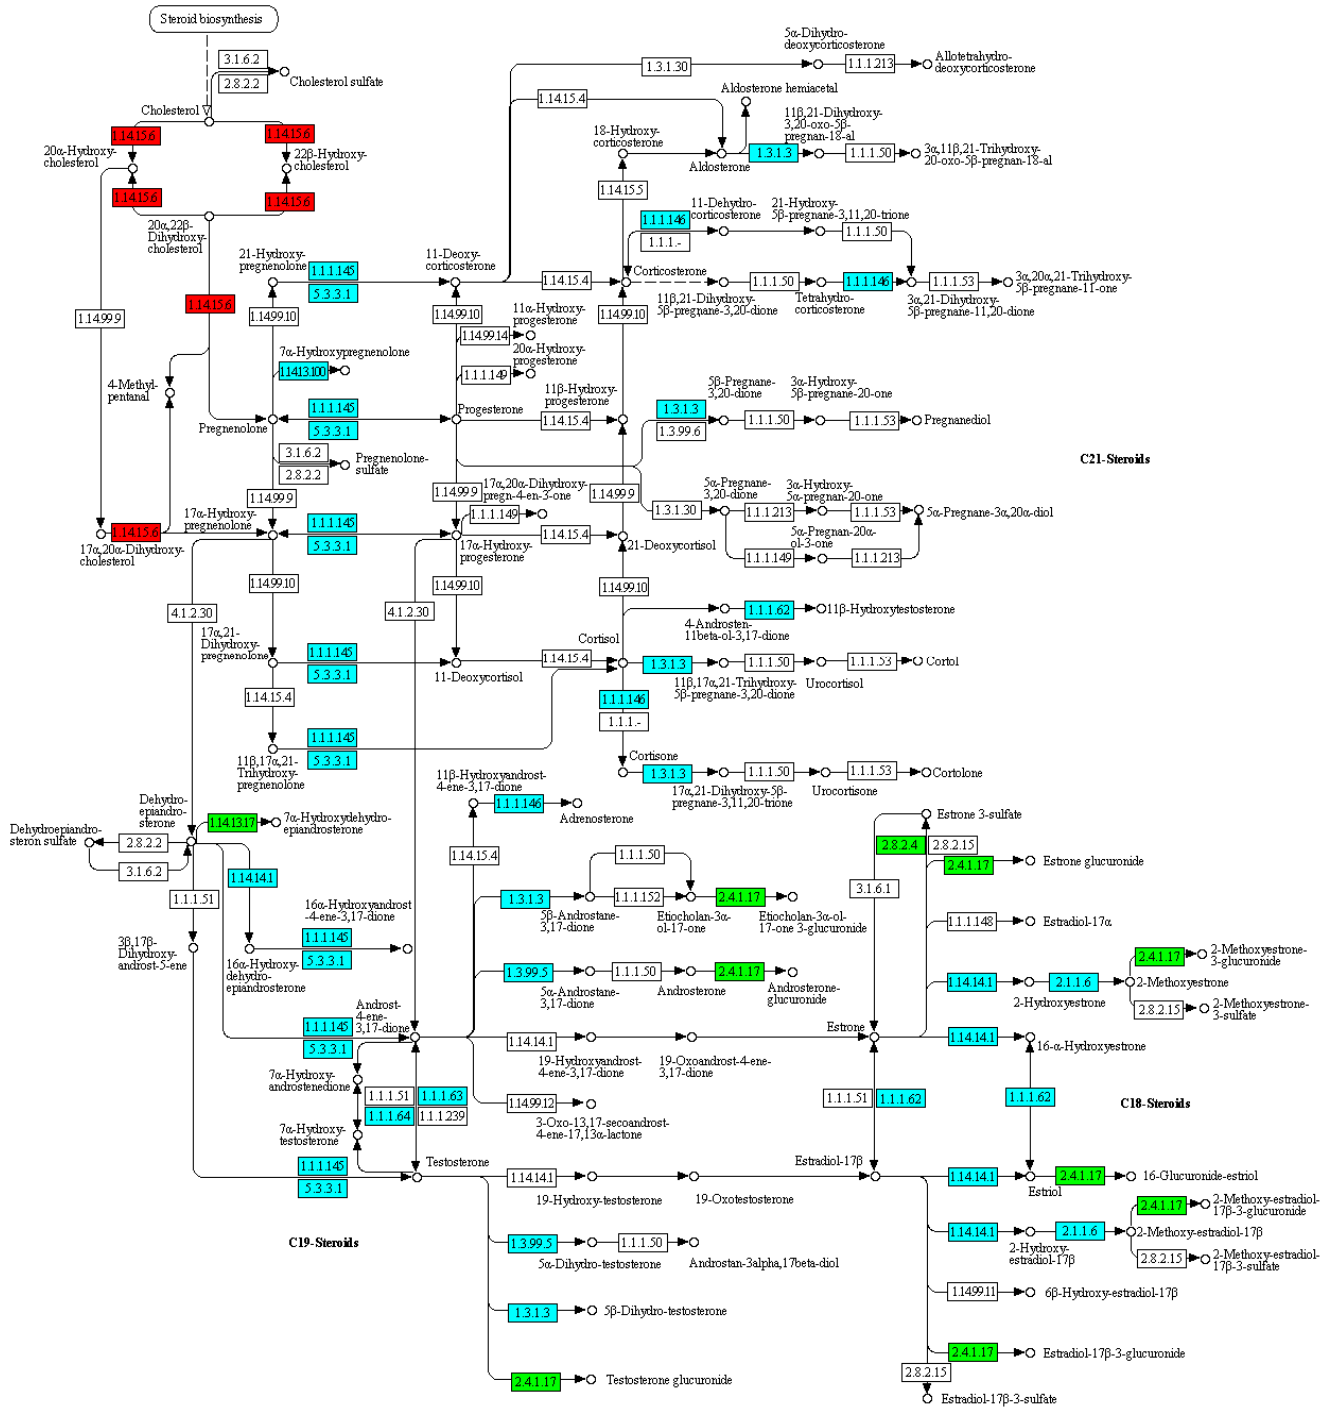 Steroid biosynthesis
3.1.6.2
2.8.2.2
Cholesterol sulfate
Cholesterol
1.14.15.6
1.14.15.6
20α-Hydroxy-
cholesterol
22β-Hydroxy-
cholesterol
1.14.15.6
1.14.15.6
20α,22β-
Dihydroxy-
cholesterol
1.14.15.6
1.14.99.9
4-Methyl-
pentanal
1.14.15.6
17α,20α-Dihydroxy-
cholesterol
5α-Dihydro-
deoxycorticosterone
1.3.1.30
1.1.1.213
Allotetrahydro-
deoxycorticosterone
Aldosterone hemiacetal
1.14.15.4
18-Hydroxy-
corticosterone
Aldosterone
11β,21-Dihydroxy-
3,20-oxo-5β-
pregnan-18-al
1.3.1.3
1.1.1.50
3α,11β,21-Trihydroxy-
20-oxo-5β-pregnan-18-al
1.14.15.5
11-Dehydro-
corticosterone
1.1.1.146
1.1.1.-
21-Hydroxy-
5β-pregnane-3,11,20-trione
1.1.1.50
21-Hydroxy-
pregnenolone
1.1.1.145
5.3.3.1
11-Deoxy-
corticosterone
1.14.15.4
Corticosterone
11β,21-Dihydroxy-
5β-pregnane-3,20-dione
1.1.1.50
Tetrahydro-
corticosterone
1.1.1.146
3α,21-Dihydroxy-
5β-pregnane-11,20-dione
1.1.1.53
3α,20α,21-Trihydroxy-
5β-pregnane-11-one
1.14.99.10
1.14.99.10
1.14.99.10
11α-Hydroxy-
progesterone
1.14.99.14
20α-Hydroxy-
progesterone
1.1.1.149
7α-Hydroxypregnenolone
1.14.13.100
Pregnenolone
1.1.1.145
5.3.3.1
Progesterone
11β-Hydroxy-
progesterone
1.14.15.4
5β-Pregnane-
3,20-dione
1.3.1.3
1.3.99.6
1.1.1.50
3α-Hydroxy-
5β-pregnane-20-one
1.1.1.53
Pregnanediol
3.1.6.2
2.8.2.2
Pregnenolone-
sulfate
C21-Steroids
1.14.99.9
1.14.99.9
1.14.99.9
17α,20α-Dihydroxy-
pregn-4-en-3-one
1.1.1.149
5α-Pregnane-
3,20-dione
1.3.1.30
1.1.1.213
3α-Hydroxy-
5α-pregnan-20-one
1.1.1.53
5α-Pregnane-3α,20α-diol
1.1.1.149
5α-Pregnan-20α-
ol-3-one
1.1.1.213
17α-Hydroxy-
pregnenolone
1.1.1.145
5.3.3.1
17α-Hydroxy-
progesterone
1.14.15.4
21-Deoxycortisol
1.14.99.10
1.14.99.10
1.14.99.10
4.1.2.30
4.1.2.30
4-Androsten-
11beta-ol-3,17-dione
1.1.1.62
11β-Hydroxytestosterone
17α,21-
Dihydroxy-
pregnenolone
1.1.1.145
5.3.3.1
11-Deoxycortisol
1.14.15.4
Cortisol
1.3.1.3
11β,17α,21-Trihydroxy-
5β-pregnane-3,20-dione
1.1.1.50
Urocortisol
1.1.1.53
Cortol
1.14.15.4
1.1.1.146
1.1.1.-
11β,17α,21-
Trihydroxy-
pregnenolone
1.1.1.145
5.3.3.1
Cortisone
1.3.1.3
17α,21-Dihydroxy-5β-
pregnane-3,11,20-trione
1.1.1.50
Urocortisone
1.1.1.53
Cortolone
Dehydro-
epiandro-
sterone
1.14.13.17
7α-Hydroxydehydro-
epiandrosterone
Dehydroepiandro-
steron sulfate
2.8.2.2
3.1.6.2
1.14.14.1
1.1.1.51
11β-Hydroxyandrost-
4-ene-3,17-dione
1.1.1.146
Adrenosterone
1.14.15.4
16α-Hydroxyandrost
-4-ene-3,17-dione
1.1.1.145
5.3.3.1
16α-Hydroxy-
dehydro-
epiandrosterone
3β,17β-
Dihydroxy-
androst-5-ene
1.3.1.3
5β-Androstane-
3,17-dione
1.1.1.50
1.1.1.152
Etiocholan-3α-
ol-17-one
2.4.1.17
Etiocholan-3α-ol-
17-one 3-glucuronide
1.3.99.5
5α-Androstane-
3,17-dione
1.1.1.50
Androsterone
2.4.1.17
Androsterone-
glucuronide
Estrone 3-sulfate
2.8.2.4
2.8.2.15
2.4.1.17
Estrone glucuronide
3.1.6.1
1.1.1.148
Estradiol-17α
1.14.14.1
2-Hydroxyestrone
2.1.1.6
2-Methoxyestrone
2.4.1.17
2-Methoxyestrone-
3-glucuronide
2.8.2.15
2-Methoxyestrone-
3-sulfate
1.1.1.145
5.3.3.1
Androst-
4-ene-
3,17-dione
1.14.14.1
19-Hydroxyandrost-
4-ene-3,17-dione
19-Oxoandrost-4-ene-
3,17-dione
Estrone
1.14.14.1
16-α-Hydroxyestrone
7α-Hydroxy-
androstenedione
7α-Hydroxy-
testosterone
1.1.1.51
1.1.1.63
1.1.1.64
1.1.1.239
1.14.99.12
3-Oxo-13,17-secoandrost-
4-ene-17,13α-lactone
1.1.1.51
1.1.1.62
1.1.1.62
C18-Steroids
1.1.1.145
5.3.3.1
Testosterone
1.14.14.1
19-Hydroxy-testosterone
19-Oxotestosterone
Estradiol-17β
1.14.14.1
Estriol
2.4.1.17
16-Glucuronide-estriol
C19-Steroids
1.3.99.5
5α-Dihydro-testosterone
1.1.1.50
Androstan-3alpha,17beta-diol
1.14.14.1
2-Hydroxy-
estradiol-17β
2.1.1.6
2-Methoxy-estradiol-17β
2.4.1.17
2-Methoxy-estradiol-
17β-3-glucuronide
2.8.2.15
2-Methoxy-estradiol-
17β-3-sulfate
1.3.1.3
5β-Dihydro-testosterone
1.14.99.11
6β-Hydroxy-estradiol-17β
2.4.1.17
Testosterone glucuronide
2.4.1.17
Estradiol-17β-3-glucuronide
2.8.2.15
Estradiol-17β-3-sulfate